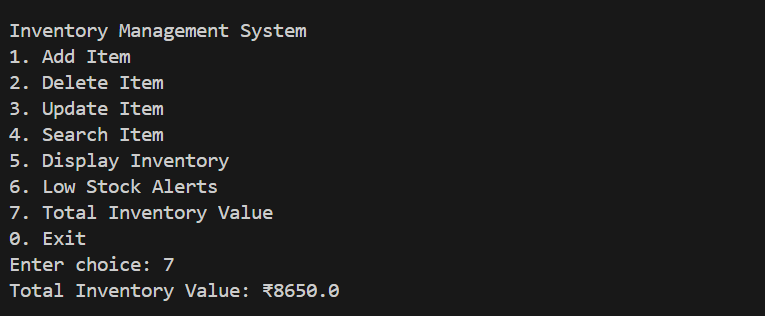 Inventory Management System
1. Add Item
2. Delete Item
3. Update Item
4. Search Item
5. Display Inventory
6. Low Stock Alerts
7. Total Inventory Value
0. Exit
Enter choice: 7
Total Inventory Value: ₹8650.0